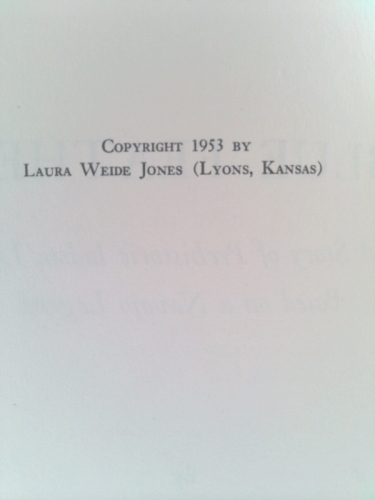 Copyright 1953 by
Laura Weide Jones (Lyons, Kansas)